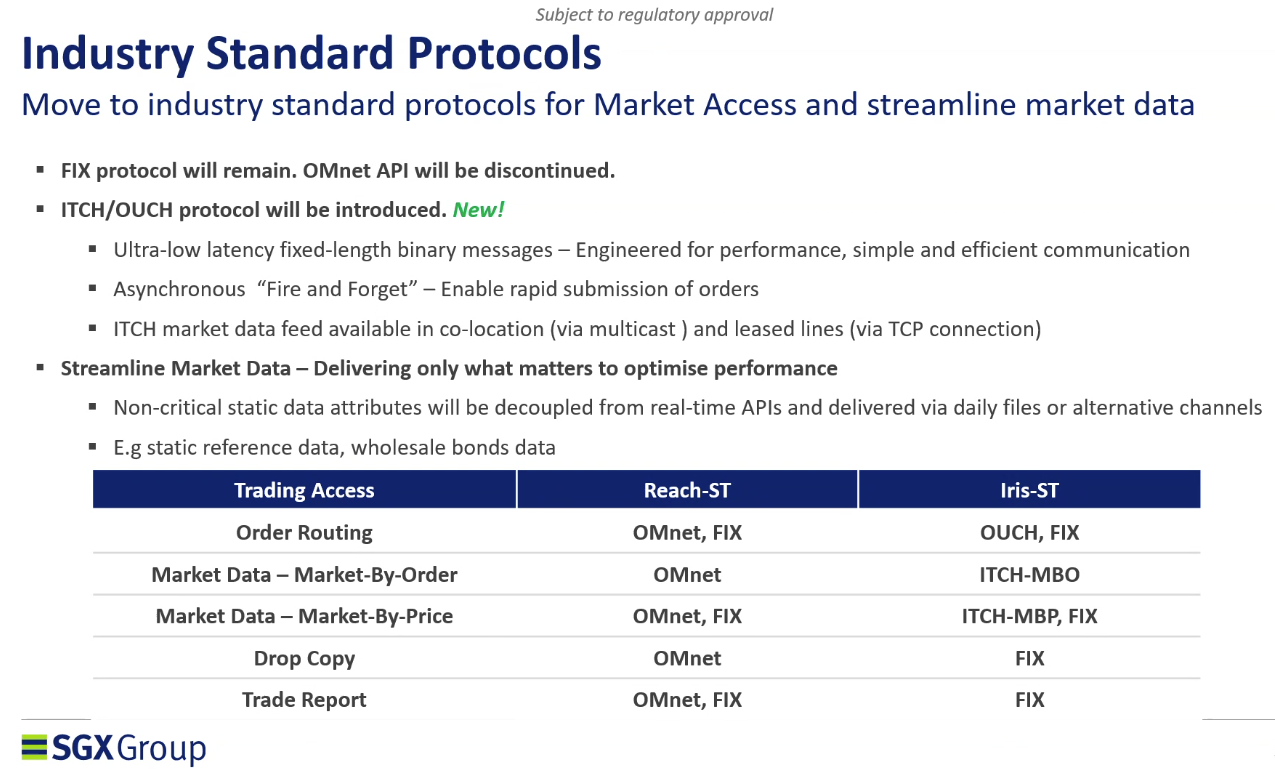 Subject to regulatory approval
Industry Standard Protocols
Move to industry standard protocols for Market Access and streamline market data
▪ FIX protocol will remain. OMnet API will be discontinued.
▪ ITCH/OUCH protocol will be introduced. New!
▪ Ultra-low latency fixed-length binary messages – Engineered for performance, simple and efficient communication
▪ Asynchronous “Fire and Forget” – Enable rapid submission of orders
▪ ITCH market data feed available in co-location (via multicast ) and leased lines (via TCP connection)
▪ Streamline Market Data – Delivering only what matters to optimise performance
▪ Non-critical static data attributes will be decoupled from real-time APIs and delivered via daily files or alternative channels
▪ E.g static reference data, wholesale bonds data
Trading Access Reach-ST Iris-ST
Order Routing OMnet, FIX OUCH, FIX
Market Data – Market-By-Order OMnet ITCH-MBO
Market Data – Market-By-Price OMnet, FIX ITCH-MBP, FIX
Drop Copy OMnet FIX
Trade Report OMnet, FIX FIX
SGX Group